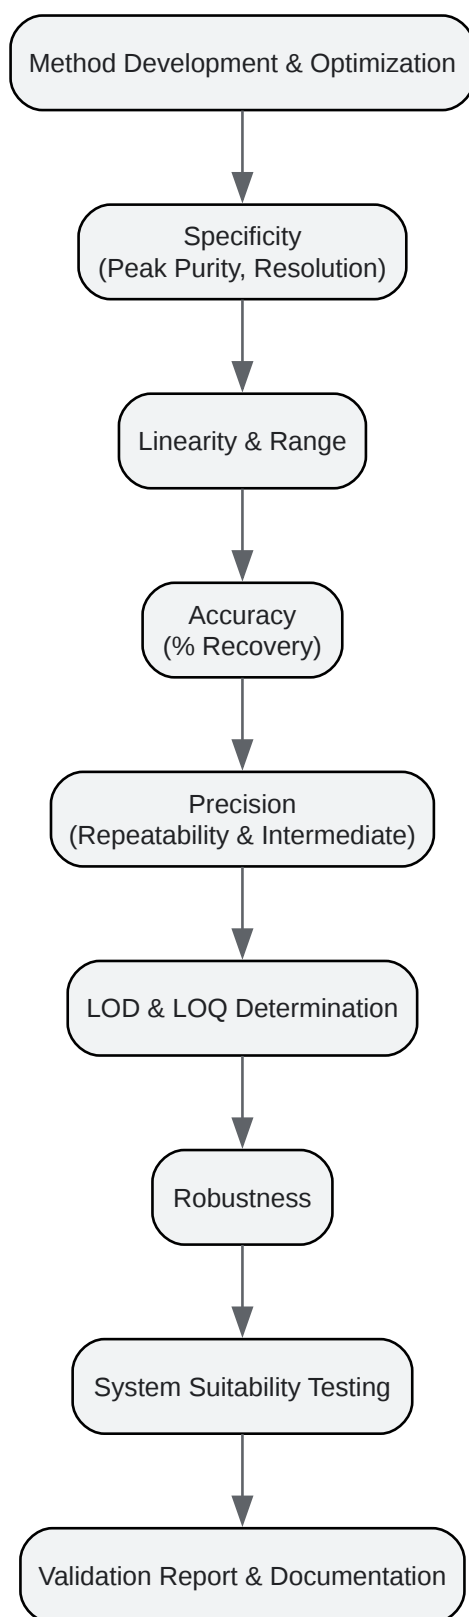 Method Development & Optimization
Specificity
(Peak Purity, Resolution)
Linearity & Range
Accuracy
(% Recovery)
Precision
(Repeatability & Intermediate)
LOD & LOQ Determination
Robustness
System Suitability Testing
Validation Report & Documentation